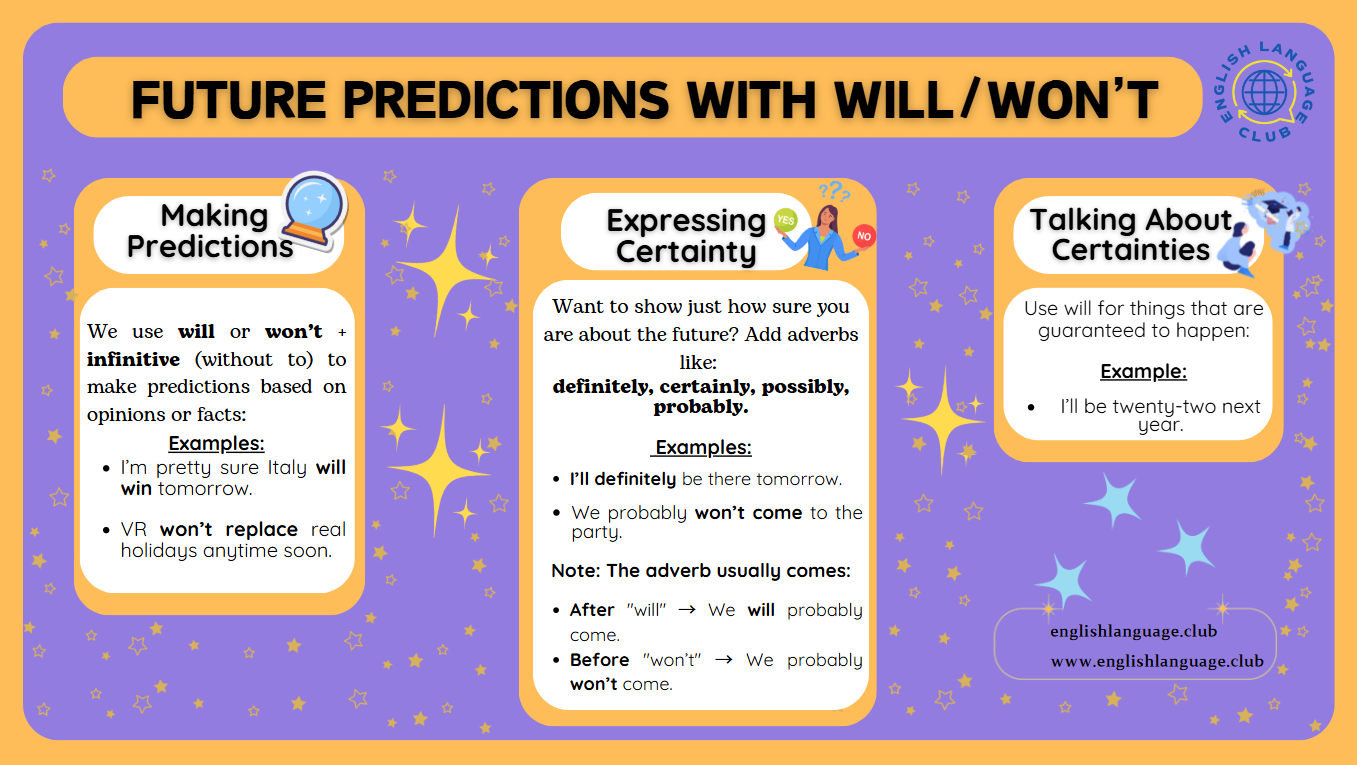 FUTURE PREDICTIONS WITH WILL/WON'T
ENGLISH LANGUAGE
CLUB
Making
Predictions
We use will or won't +
infinitive (without to) to
make predictions based on
opinions or facts:
Examples:
• I'm pretty sure Italy will
win tomorrow.
• VR won't replace real
holidays anytime soon.
Expressing
Certainty
???
YES
NO
Want to show just how sure you
are about the future? Add adverbs
like:
definitely, certainly, possibly,
probably.
Examples:
• I'll definitely be there tomorrow.
• We probably won't come to the
party.
Note: The adverb usually comes:
• After "will" → We will probably
come.
• Before "won't" → We probably
won't come.
Talking About
Certainties
Use will for things that are
guaranteed to happen:
Example:
• I'll be twenty-two next
year.
englishlanguage.club
www.englishlanguage.club